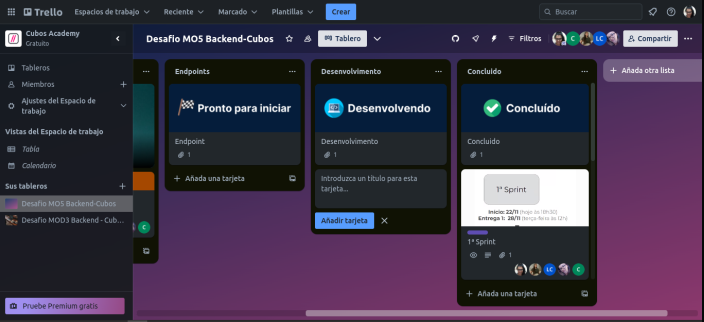 Trello
Espacios de trabajo
Reciente
Marcado
Plantillas
Crear
Buscar
Cubos Academy
Gratuito
Tableros
Miembros
Ajustes del Espacio de
trabajo
Vistas del Espacio de trabajo
Tabla
Calendario
Sus tableros
Desafio MO5 Backend-Cubos
Desafio MOD3 Backend - Cub...
Pruebe Premium gratis
Desafio MO5 Backend-Cubos
Tablero
Filtros
C
LC
Compartir
C
Endpoints
Pronto para iniciar
Endpoint
1
Añada una tarjeta
Desenvolvimento
Desenvolvendo
Desenvolvimento
1
Introduzca un título para esta
tarjeta...
Añadir tarjeta
Concluido
Concluído
Concluido
1
1ª Sprint
Início: 22/11 (hoje às 18h30)
Entrega 1: 26/11 (terça-feira às 12h)
1ª Sprint
1
LC
C
Añada una tarjeta
Añada otra lista